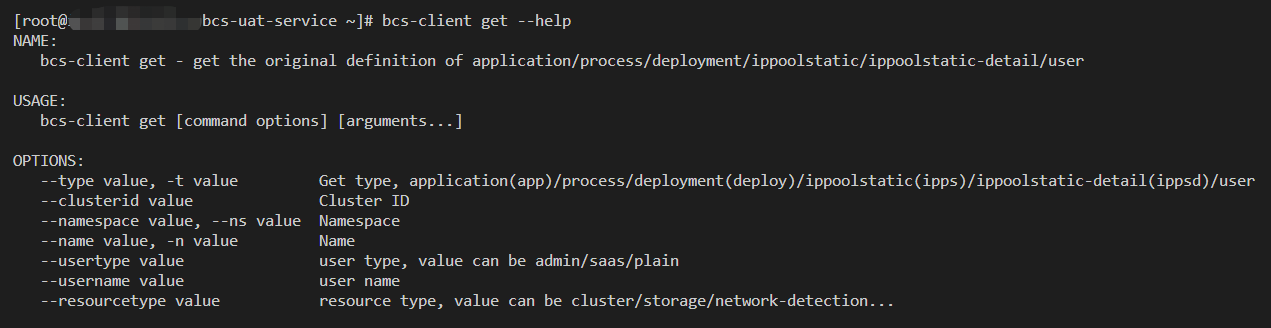 [root@ bcs-uat-service ~]# bcs-client get --help
NAME:
bcs-client get - get the original definition of application/process/deployment/ippoolstatic/ippoolstatic-detail/user
USAGE:
bcs-client get [command options] [arguments...]
OPTIONS:
--type value, -t value Get type, application(app)/process/deployment(deploy)/ippoolstatic(ipps)/ippoolstatic-detail(ippsd)/user
--clusterid value Cluster ID
--namespace value, --ns value Namespace
--name value, -n value Name
--usertype value user type, value can be admin/saas/plain
--username value user name
--resourcetype value resource type, value can be cluster/storage/network-detection...